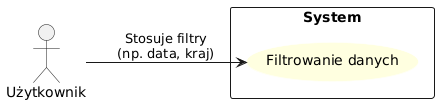 System
Stosuje filtry
(np. data, kraj)
Filtrowanie danych
Użytkownik